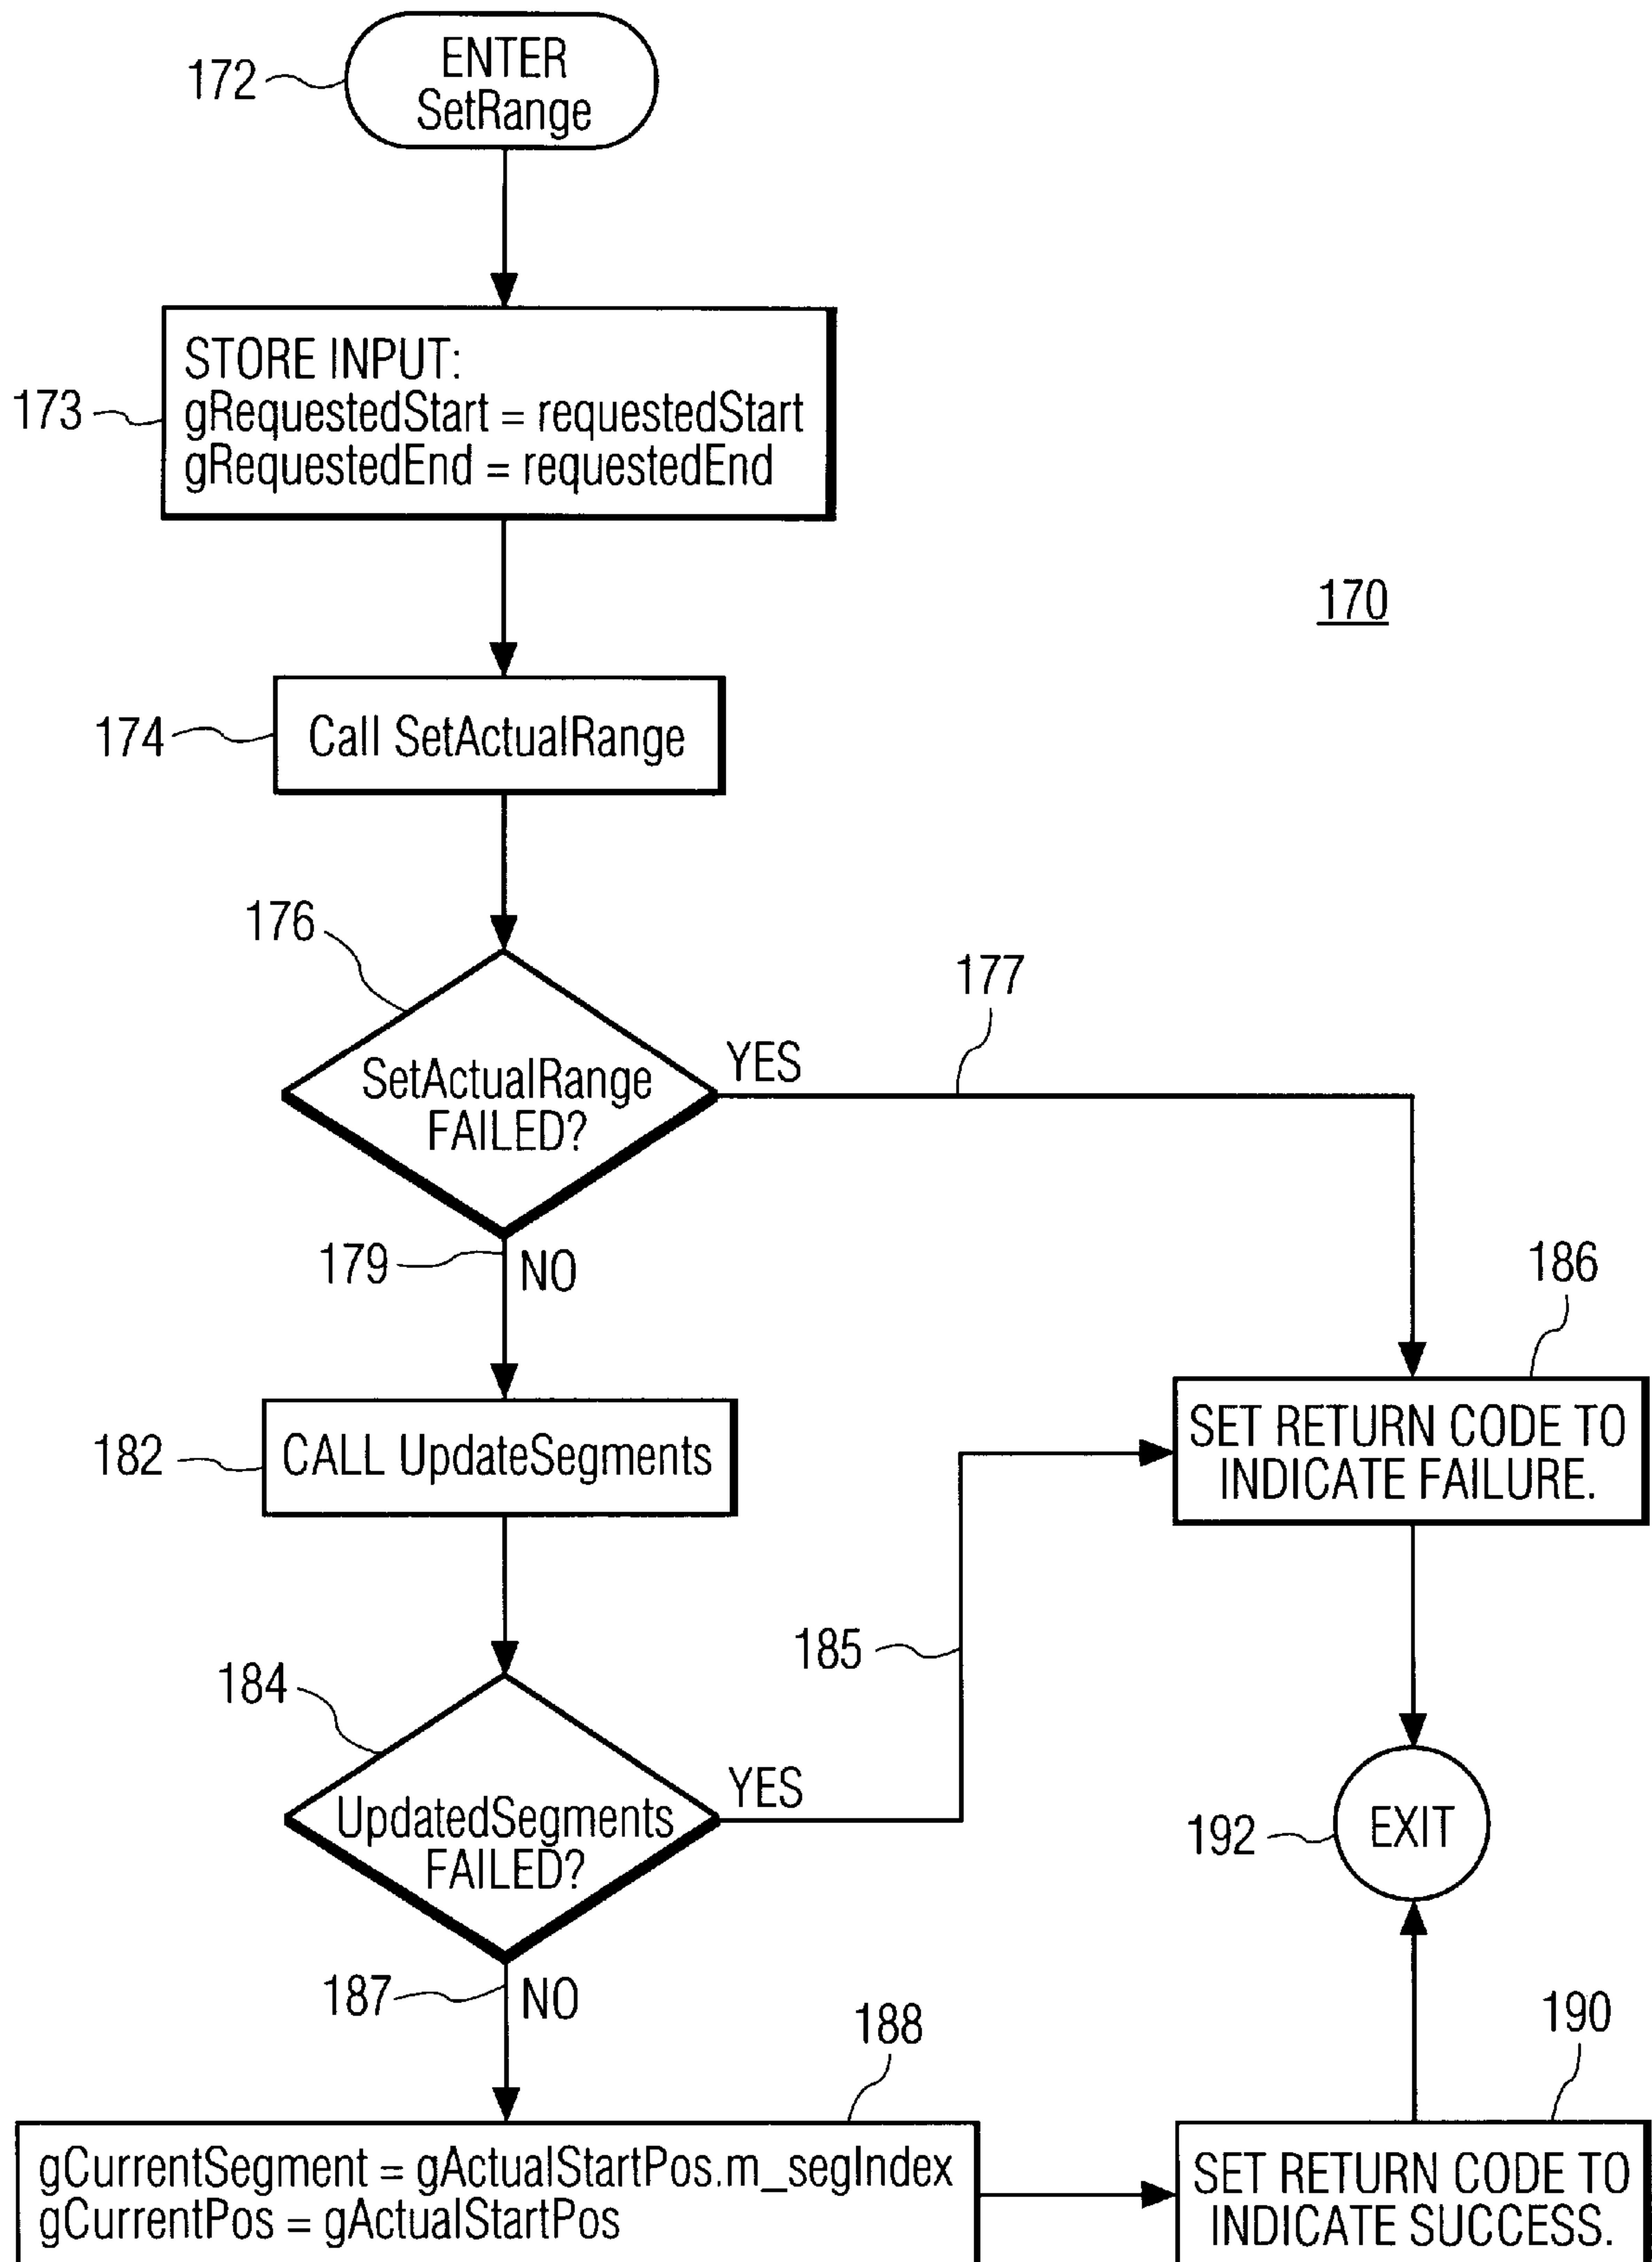 172
ENTER
SetRange
173
STORE INPUT:
gRequestedStart = requestedStart
gRequestedEnd = requestedEnd
170
174
Call SetActualRange
176
177
SetActualRange
FAILED?
YES
179
NO
186
182
CALL UpdateSegments
SET RETURN CODE TO
INDICATE FAILURE.
185
184
UpdatedSegments
FAILED?
YES
192
EXIT
187
NO
188
190
gCurrentSegment = gActualStartPos.m_segIndex
gCurrentPos = gActualStartPos
SET RETURN CODE TO
INDICATE SUCCESS.